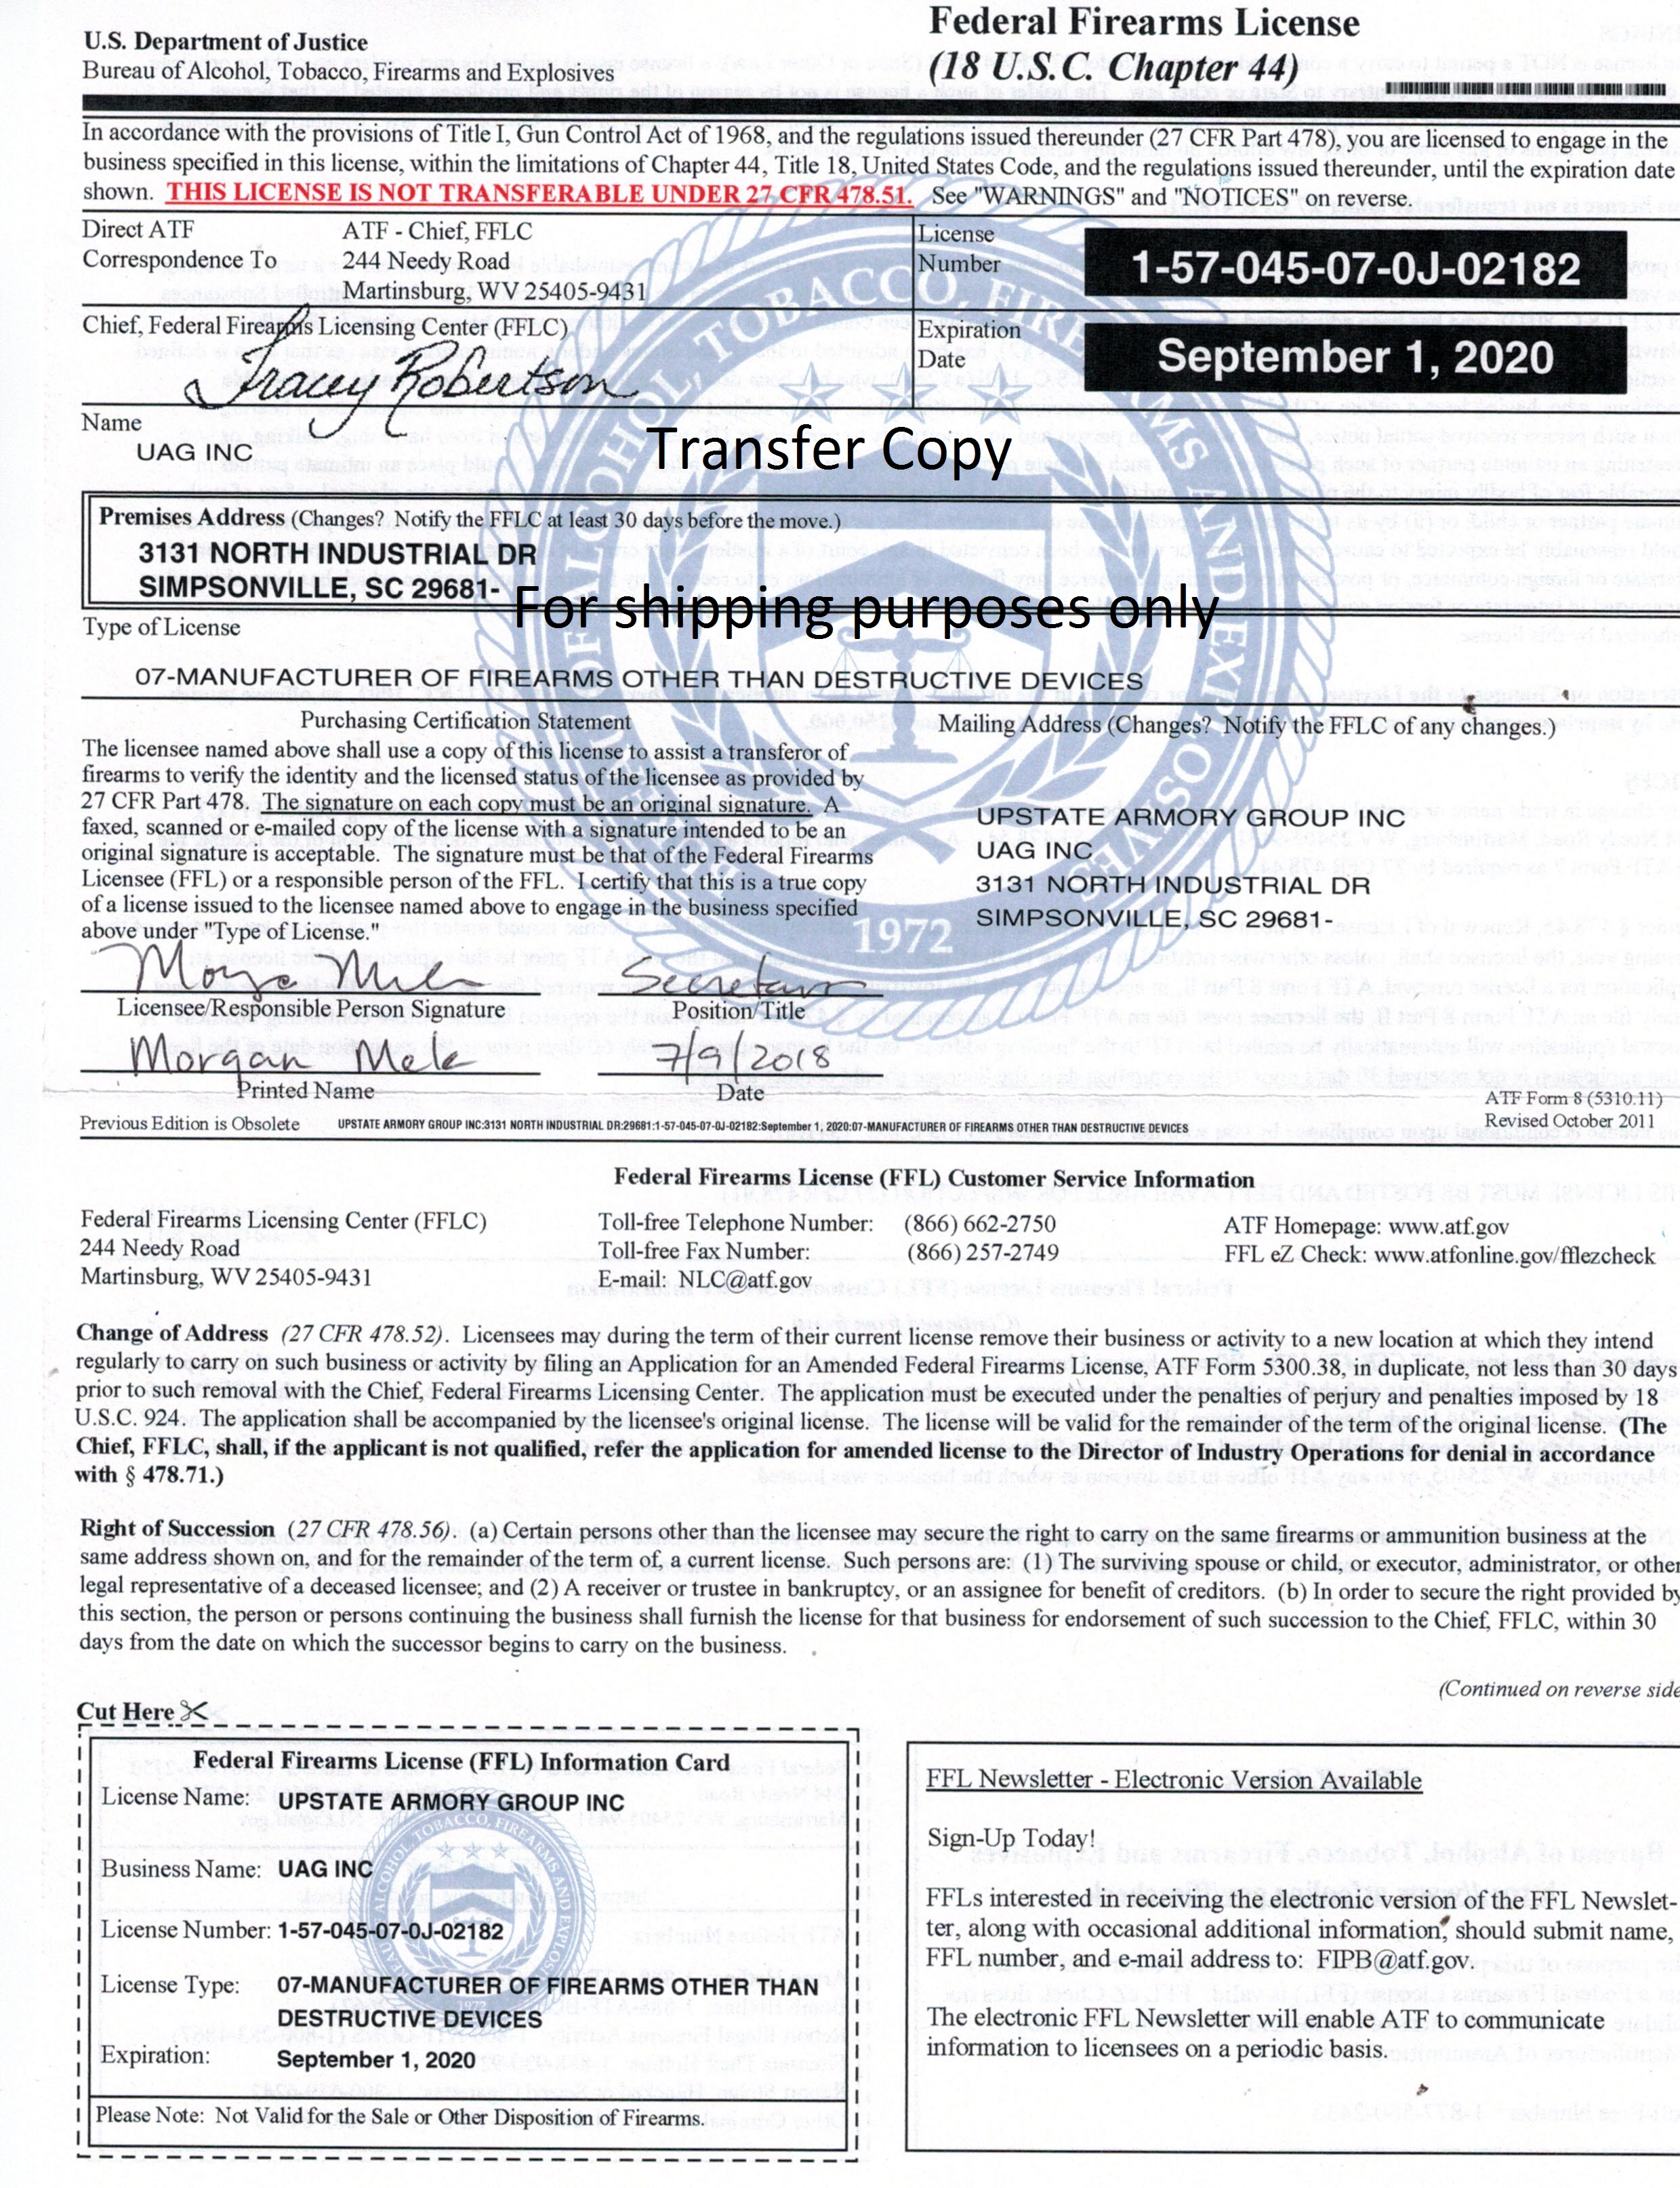 Federal Firearms License
(18 U.S.C. Chapter 44)
U.S. Department of Justice
Bureau of Alcohol, Tobacco, Firearms and Explosives
In accordance with the provisions of Title I, Gun Control Act of 1968, and the regulations issued thereunder (27 CFR Part 478), you are licensed to engage in the
business specified in this license, within the limitations of Chapter 44, Title 18, United States Code, and the regulations issued thereunder, until the expiration date
shown. THIS LICENSE IS NOT TRANSFERABLE UNDER 27 CFR 478.51. See "WARNINGS" and "NOTICES" on reverse.
Direct ATF
Correspondence To
ATF - Chief, FFLC
244 Needy Road
Martinsburg, WV 25405-9431
License
Number
1-57-045-07-0J-02182
Chief, Federal Firearms Licensing Center (FFLC)
Tracey Robertson
Expiration
Date
September 1, 2020
Name
UAG INC
Transfer Copy
Premises Address (Changes? Notify the FFLC at least 30 days before the move.)
3131 NORTH INDUSTRIAL DR
SIMPSONVILLE, SC 29681-
For shipping purposes only
Type of License
07-MANUFACTURER OF FIREARMS OTHER THAN DESTRUCTIVE DEVICES
Purchasing Certification Statement
The licensee named above shall use a copy of this license to assist a transferor of
firearms to verify the identity and the licensed status of the licensee as provided by
27 CFR Part 478. The signature on each copy must be an original signature. A
faxed, scanned or e-mailed copy of the license with a signature intended to be an
original signature is acceptable. The signature must be that of the Federal Firearms
Licensee (FFL) or a responsible person of the FFL. I certify that this is a true copy
of a license issued to the licensee named above to engage in the business specified
above under "Type of License."
Mailing Address (Changes? Notify the FFLC of any changes.)
UPSTATE ARMORY GROUP INC
UAG INC
3131 NORTH INDUSTRIAL DR
SIMPSONVILLE, SC 29681-
1972
Licensee/Responsible Person Signature
Position/Title
Morgan Mele
7/9/2018
Printed Name
Date
ATF Form 8 (5310.11)
Revised October 2011
Previous Edition is Obsolete
UPSTATE ARMORY GROUP INC:3131 NORTH INDUSTRIAL DR:29681:1-57-045-07-0J-02182:September 1, 2020:07-MANUFACTURER OF FIREARMS OTHER THAN DESTRUCTIVE DEVICES
Federal Firearms License (FFL) Customer Service Information
Federal Firearms Licensing Center (FFLC)
244 Needy Road
Martinsburg, WV 25405-9431
Toll-free Telephone Number: (866) 662-2750
Toll-free Fax Number: (866) 257-2749
E-mail: NLC@atf.gov
ATF Homepage: www.atf.gov
FFL eZ Check: www.atfonline.gov/fflezcheck
Change of Address (27 CFR 478.52). Licensees may during the term of their current license remove their business or activity to a new location at which they intend
regularly to carry on such business or activity by filing an Application for an Amended Federal Firearms License, ATF Form 5300.38, in duplicate, not less than 30 days
prior to such removal with the Chief, Federal Firearms Licensing Center. The application must be executed under the penalties of perjury and penalties imposed by 18
U.S.C. 924. The application shall be accompanied by the licensee's original license. The license will be valid for the remainder of the term of the original license. (The
Chief, FFLC, shall, if the applicant is not qualified, refer the application for amended license to the Director of Industry Operations for denial in accordance
with § 478.71.)
Right of Succession (27 CFR 478.56). (a) Certain persons other than the licensee may secure the right to carry on the same firearms or ammunition business at the
same address shown on, and for the remainder of the term of, a current license. Such persons are: (1) The surviving spouse or child, or executor, administrator, or other
legal representative of a deceased licensee; and (2) A receiver or trustee in bankruptcy, or an assignee for benefit of creditors. (b) In order to secure the right provided by
this section, the person or persons continuing the business shall furnish the license for that business for endorsement of such succession to the Chief, FFLC, within 30
days from the date on which the successor begins to carry on the business.
(Continued on reverse side
Cut Here
Federal Firearms License (FFL) Information Card
License Name: UPSTATE ARMORY GROUP INC
Business Name: UAG INC
License Number: 1-57-045-07-0J-02182
License Type: 07-MANUFACTURER OF FIREARMS OTHER THAN
DESTRUCTIVE DEVICES
Expiration: September 1, 2020
Please Note: Not Valid for the Sale or Other Disposition of Firearms.
FFL Newsletter - Electronic Version Available
Sign-Up Today!
FFLs interested in receiving the electronic version of the FFL Newslet-
ter, along with occasional additional information, should submit name,
FFL number, and e-mail address to: FIPB@atf.gov.
The electronic FFL Newsletter will enable ATF to communicate
information to licensees on a periodic basis.